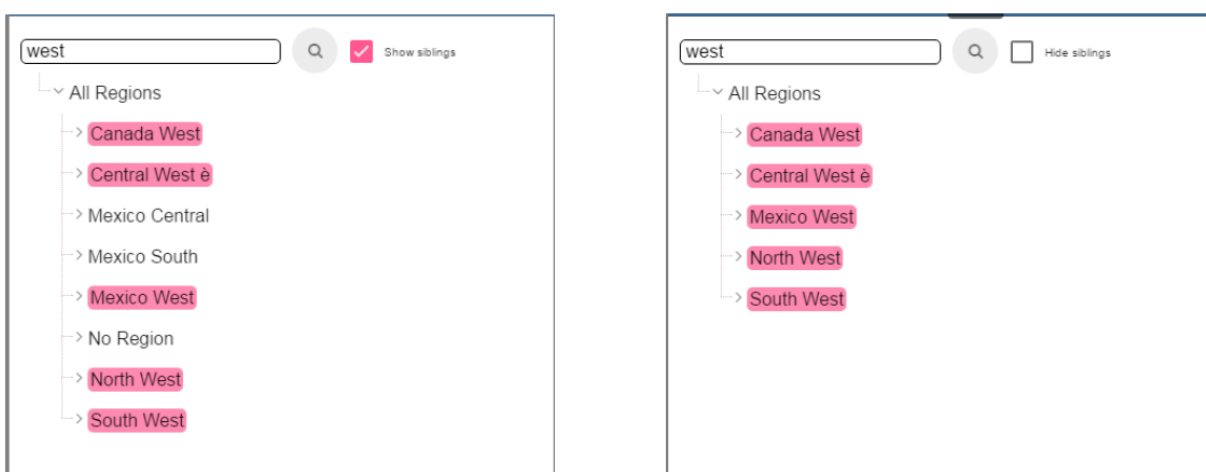 west
Show siblings
All Regions
Canada West
Central West è
Mexico Central
Mexico South
Mexico West
No Region
North West
South West
west
Hide siblings
All Regions
Canada West
Central West è
Mexico West
North West
South West